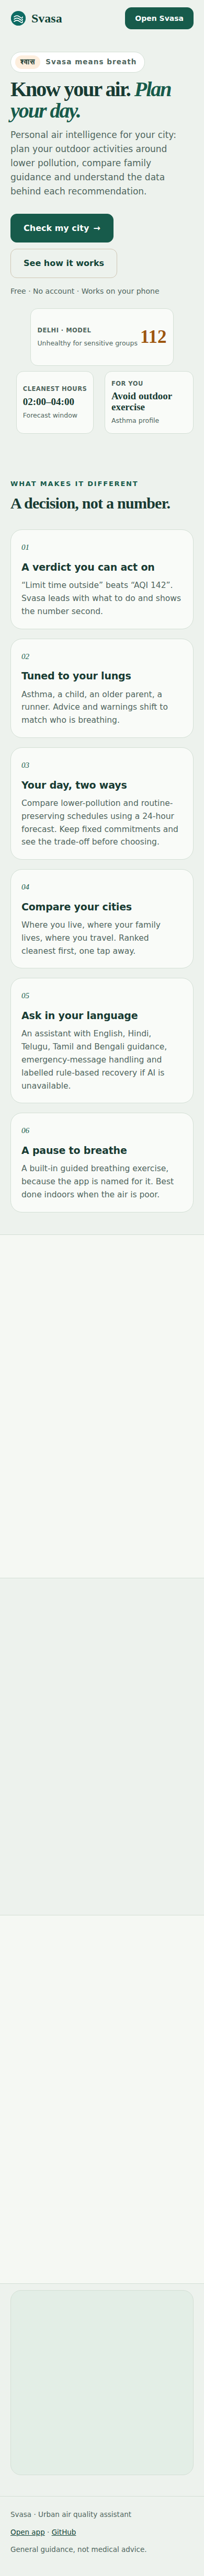 Svasa
Open Svasa
श्वास Svasa means breath
Know your air. Plan
your day.
Personal air intelligence for your city:
plan your outdoor activities around
lower pollution, compare family
guidance and understand the data
behind each recommendation.
Check my city →
See how it works
Free · No account · Works on your phone
DELHI · MODEL
Unhealthy for sensitive groups
112
CLEANEST HOURS
02:00–04:00
Forecast window
FOR YOU
Avoid outdoor
exercise
Asthma profile
WHAT MAKES IT DIFFERENT
A decision, not a number.
01
A verdict you can act on
“Limit time outside” beats “AQI 142”.
Svasa leads with what to do and shows
the number second.
02
Tuned to your lungs
Asthma, a child, an older parent, a
runner. Advice and warnings shift to
match who is breathing.
03
Your day, two ways
Compare lower-pollution and routine-
preserving schedules using a 24-hour
forecast. Keep fixed commitments and
see the trade-off before choosing.
04
Compare your cities
Where you live, where your family
lives, where you travel. Ranked
cleanest first, one tap away.
05
Ask in your language
An assistant with English, Hindi,
Telugu, Tamil and Bengali guidance,
emergency-message handling and
labelled rule-based recovery if AI is
unavailable.
06
A pause to breathe
A built-in guided breathing exercise,
because the app is named for it. Best
done indoors when the air is poor.
Svasa · Urban air quality assistant
Open app · GitHub
General guidance, not medical advice.